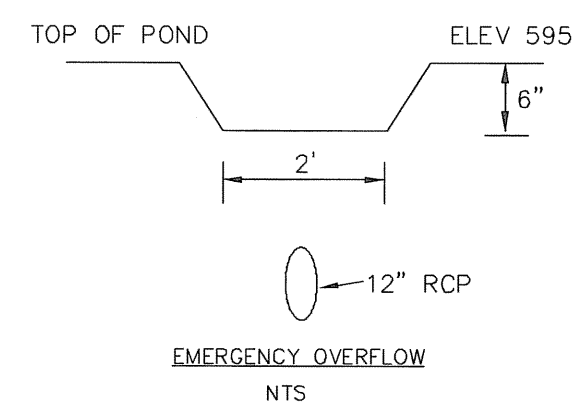 TOP OF POND
ELEV 595
6"
2'
12" RCP
EMERGENCY OVERFLOW
NTS